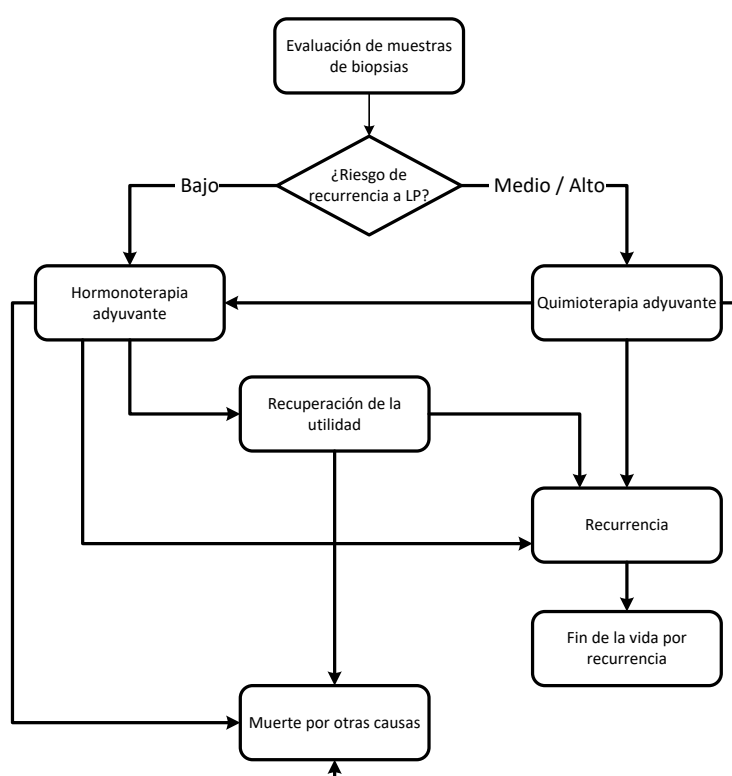 Evaluación de muestras
de biopsias
¿Riesgo de
recurrencia a LP?
Bajo
Medio / Alto
Hormonoterapia
adyuvante
Quimioterapia adyuvante
Recuperación de la
utilidad
Recurrencia
Fin de la vida por
recurrencia
Muerte por otras causas